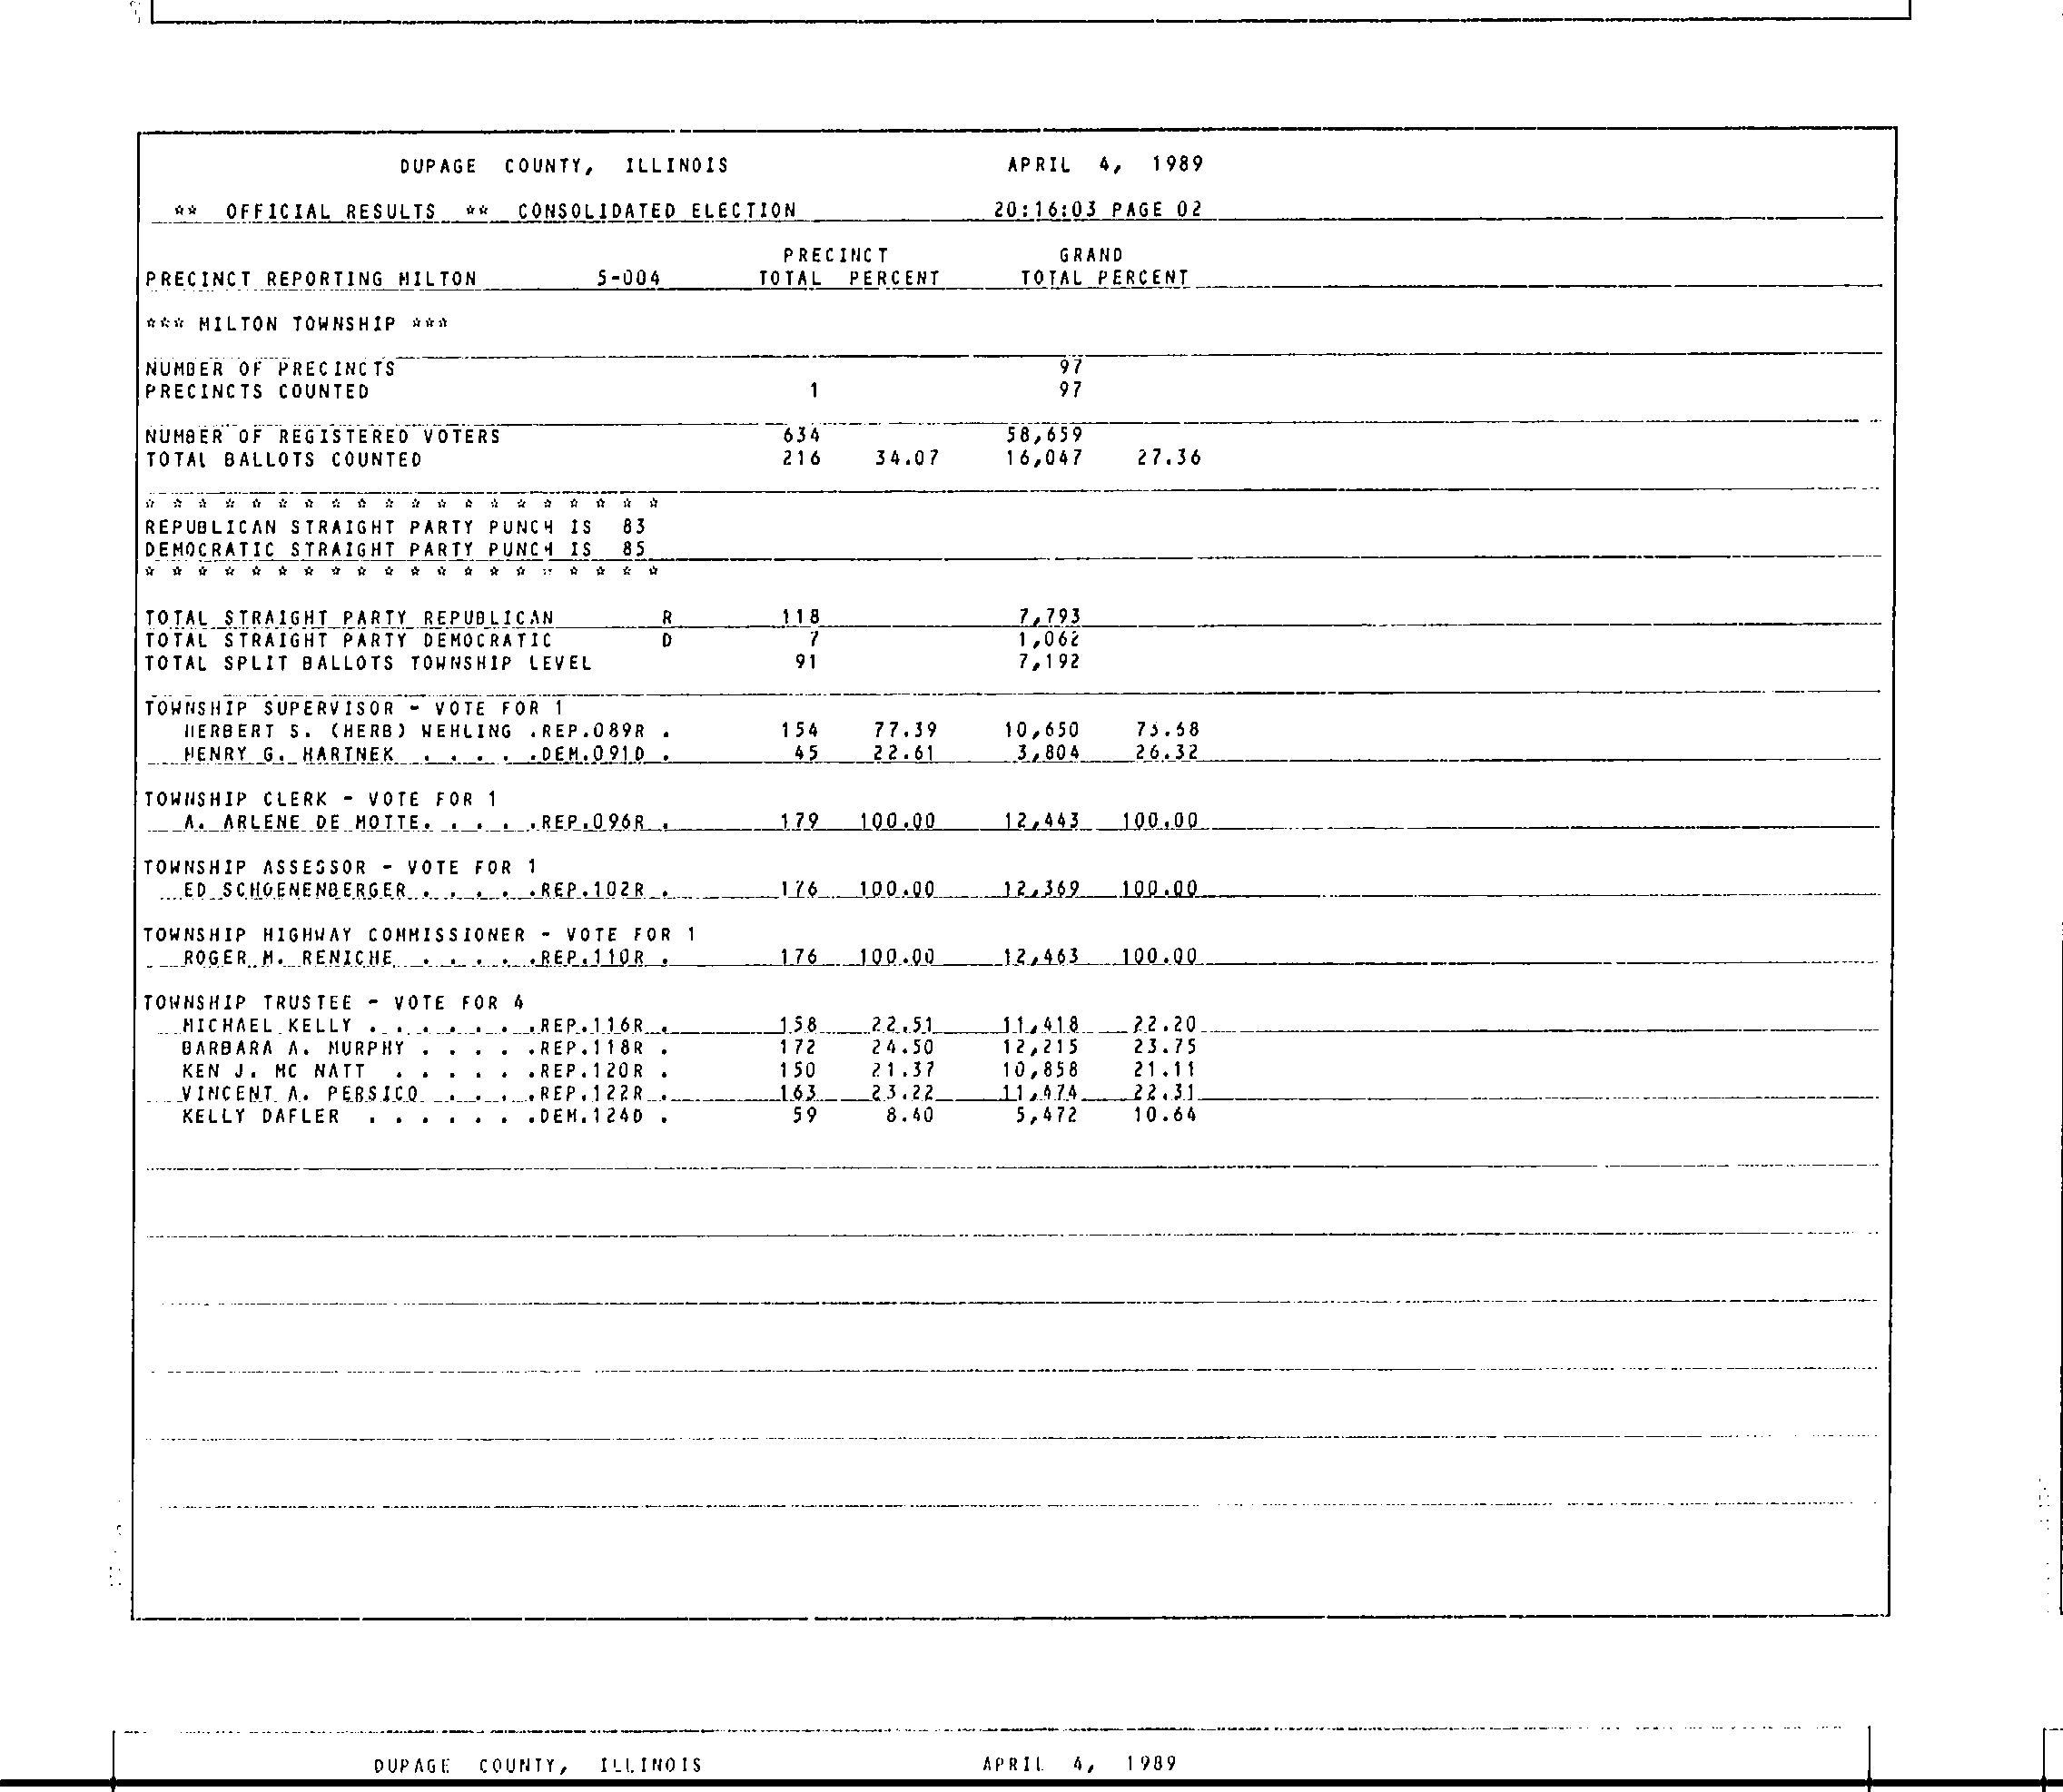 DUPAGE COUNTY, ILLINOIS APRIL 4, 1989
** OFFICIAL RESULTS ** CONSOLIDATED ELECTION 20:16:03 PAGE 02
PRECINCT GRAND
PRECINCT REPORTING MILTON 5-004 TOTAL PERCENT TOTAL PERCENT
*** MILTON TOWNSHIP ***
NUMBER OF PRECINCTS 97
PRECINCTS COUNTED 1 97
NUMBER OF REGISTERED VOTERS 634 58,659
TOTAL BALLOTS COUNTED 216 34.07 16,047 27.36
* * * * * * * * * * * * * * * * * * * *
REPUBLICAN STRAIGHT PARTY PUNCH IS 83
DEMOCRATIC STRAIGHT PARTY PUNCH IS 85
* * * * * * * * * * * * * * * * * * * *
TOTAL STRAIGHT PARTY REPUBLICAN R 118 7,793
TOTAL STRAIGHT PARTY DEMOCRATIC D 7 1,062
TOTAL SPLIT BALLOTS TOWNSHIP LEVEL 91 7,192
TOWNSHIP SUPERVISOR - VOTE FOR 1
HERBERT S. (HERB) WEHLING .REP.089R . 154 77.39 10,650 73.68
HENRY G. HARTNEK . . . . .DEM.091D . 45 22.61 3,804 26.32
TOWNSHIP CLERK - VOTE FOR 1
A. ARLENE DE MOTTE. . . . .REP.096R . 179 100.00 12,443 100.00
TOWNSHIP ASSESSOR - VOTE FOR 1
ED SCHOENENBERGER . . . . .REP.102R . 176 100.00 12,369 100.00
TOWNSHIP HIGHWAY COMMISSIONER - VOTE FOR 1
ROGER M. RENICHE . . . . .REP.110R . 176 100.00 12,463 100.00
TOWNSHIP TRUSTEE - VOTE FOR 4
MICHAEL KELLY . . . . . . .REP.116R . 158 22.51 11,418 22.20
BARBARA A. MURPHY . . . . .REP.118R . 172 24.50 12,215 23.75
KEN J. MC NATT . . . . . .REP.120R . 150 21.37 10,858 21.11
VINCENT A. PERSICO . . . .REP.122R . 163 23.22 11,474 22.31
KELLY DAFLER . . . . . . .DEM.124D . 59 8.40 5,472 10.64
DUPAGE COUNTY, ILLINOIS APRIL 4, 1989